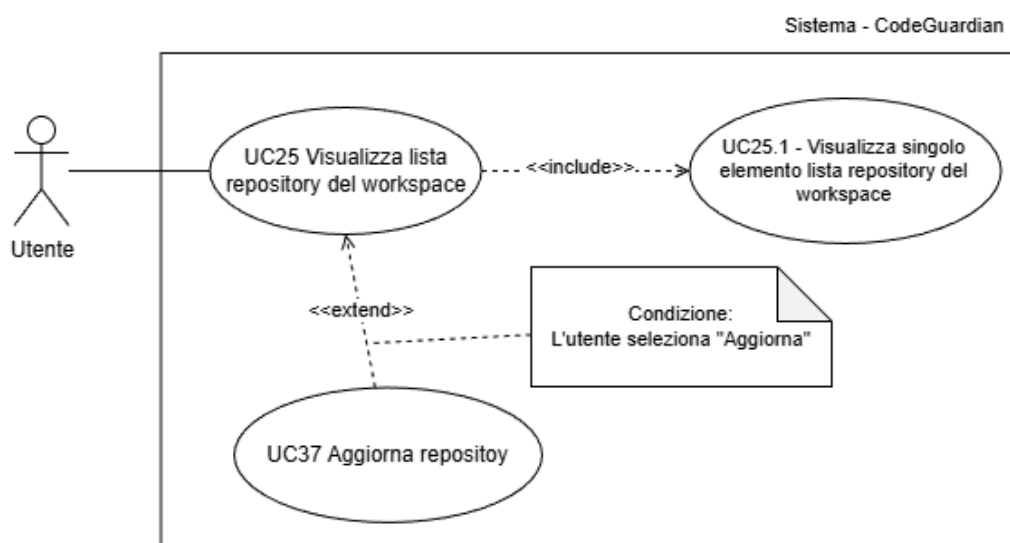 Sistema - CodeGuardian
UC25 Visualizza lista
repository del workspace
<<include>>
UC25.1 - Visualizza singolo
elemento lista repository del
workspace
Utente
<<extend>>
Condizione:
L'utente seleziona "Aggiorna"
UC37 Aggiorna repositoy